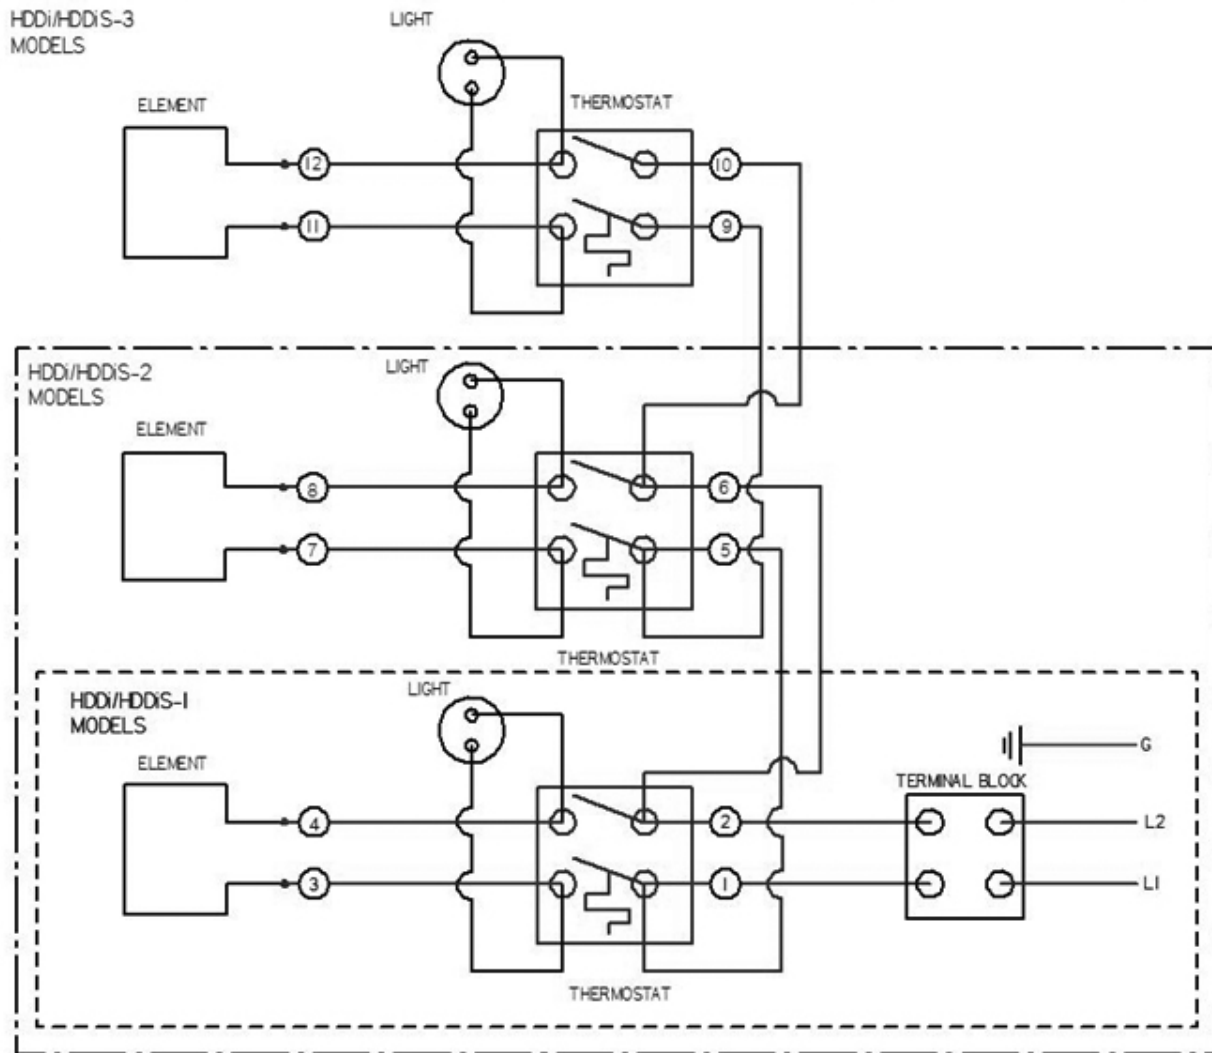 HDDi/HDDiS-3
MODELS
LIGHT
ELEMENT
THERMOSTAT
12
10
11
9
HDDi/HDDiS-2
MODELS
LIGHT
ELEMENT
8
6
7
5
THERMOSTAT
HDDi/HDDiS-1
MODELS
LIGHT
ELEMENT
G
TERMINAL BLOCK
4
2
L2
3
1
L1
THERMOSTAT